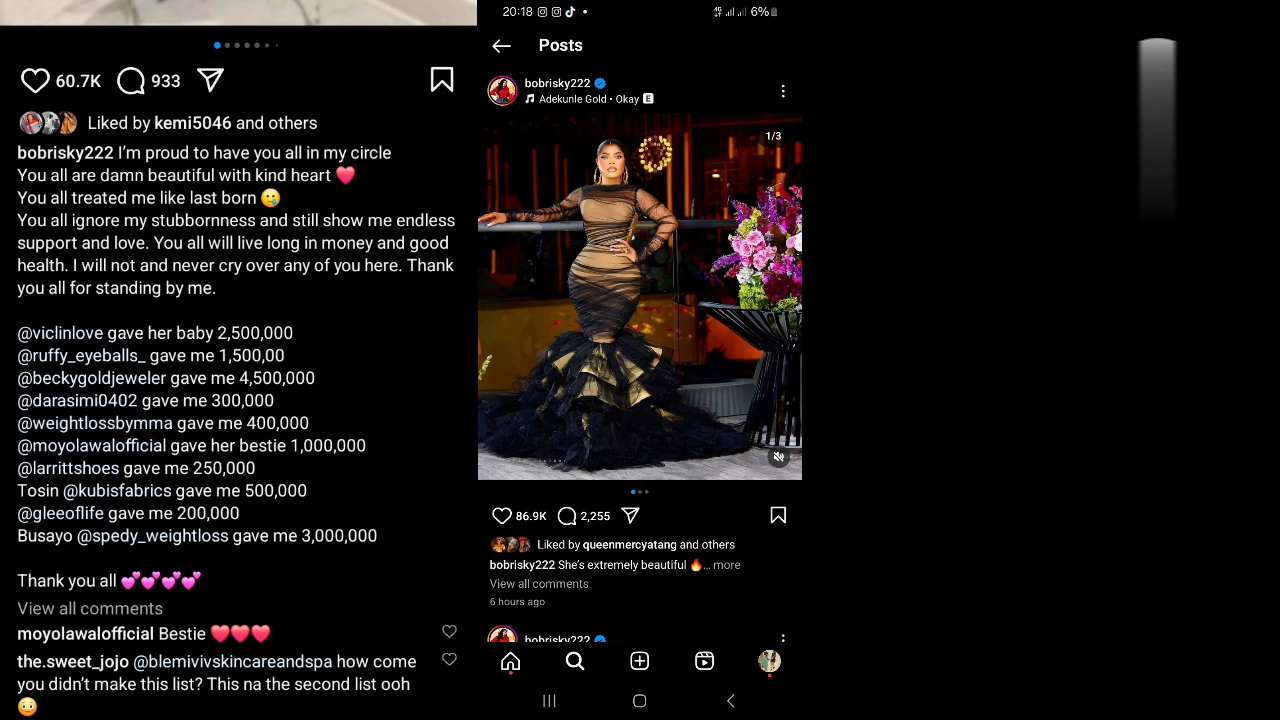 60.7K 933
Liked by kemi5046 and others
bobrisky222 I'm proud to have you all in my circle
You all are damn beautiful with kind heart ❤️
You all treated me like last born 🥲
You all ignore my stubbornness and still show me endless
support and love. You all will live long in money and good
health. I will not and never cry over any of you here. Thank
you all for standing by me.
@viclinlove gave her baby 2,500,000
@ruffy_eyeballs_ gave me 1,500,00
@beckygoldjeweler gave me 4,500,000
@darasimi0402 gave me 300,000
@weightlossbymma gave me 400,000
@moyolawalofficial gave her bestie 1,000,000
@larrittshoes gave me 250,000
Tosin @kubisfabrics gave me 500,000
@gleeoflife gave me 200,000
Busayo @spedy_weightloss gave me 3,000,000
Thank you all 💕💕💕💕
View all comments
moyolawalofficial Bestie ❤️❤️❤️
the.sweet_jojo @blemivivskincareandspa how come
you didn't make this list? This na the second list ooh
😳
20:18 6%
Posts
bobrisky222
Adekunle Gold • Okay E
1/3
86.9K 2,255
Liked by queenmercyatang and others
bobrisky222 She's extremely beautiful 🔥... more
View all comments
6 hours ago
bobrisky222